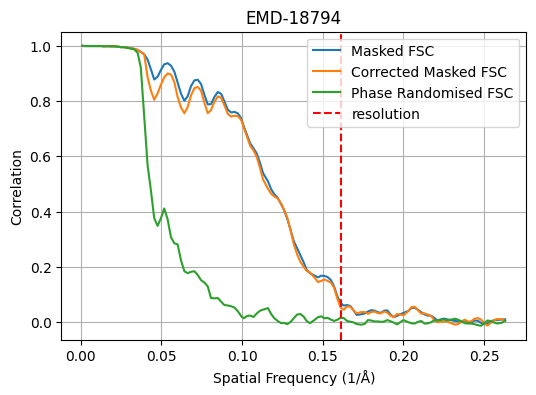 EMD-18794
Masked FSC
Corrected Masked FSC
Phase Randomised FSC
resolution
Correlation
1.0
0.8
0.6
0.4
0.2
0.0
0.00 0.05 0.10 0.15 0.20 0.25
Spatial Frequency (1/Å)